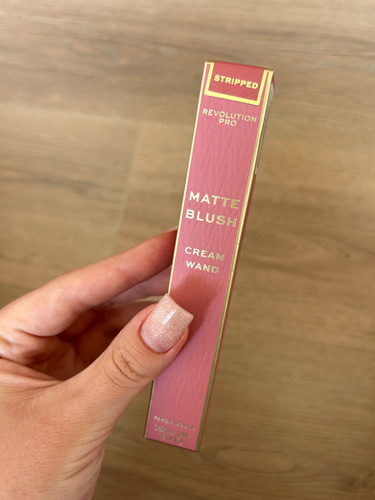 STRIPPED
REVOLUTION
PRO
MATTE
BLUSH
CREAM
WAND